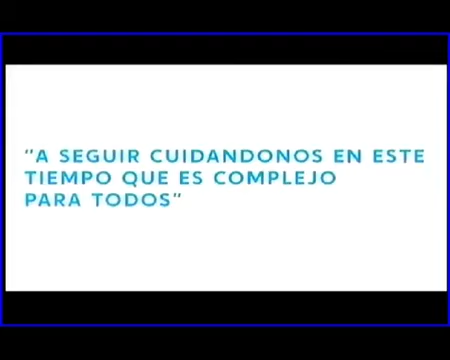 "A SEGUIR CUIDANDONOS EN ESTE
TIEMPO QUE ES COMPLEJO
PARA TODOS"